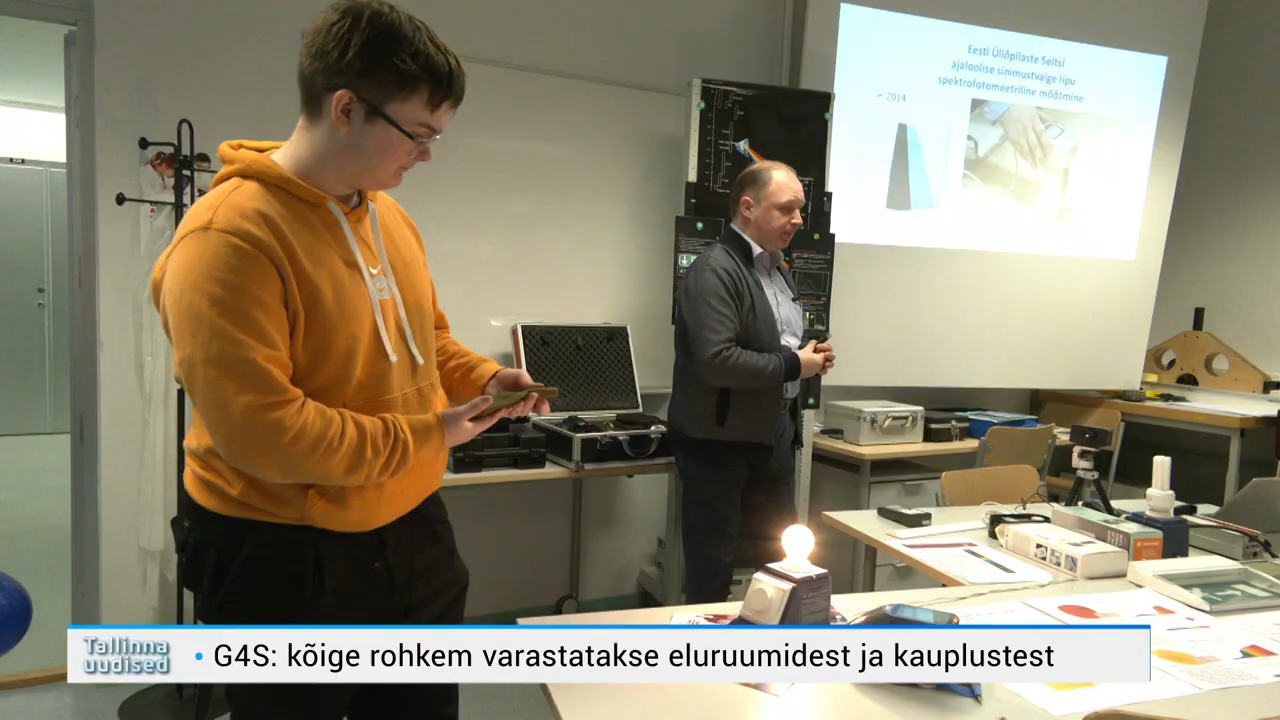 Eesti Üliõpilaste Seltsi
ajaloolise sinimustvalge lipu
spektrofotomeetriline mõõtmine
2014
Tallinna
uudised
• G4S: kõige rohkem varastatakse eluruumidest ja kauplustest